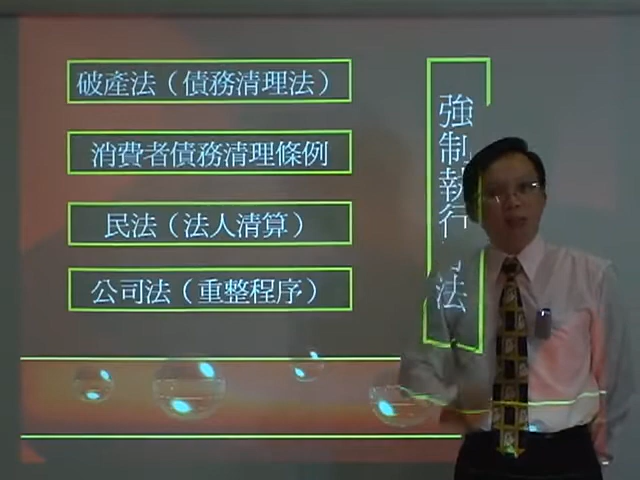 破產法（債務清理法）
消費者債務清理條例
民法（法人清算）
公司法（重整程序）
強制執行 法